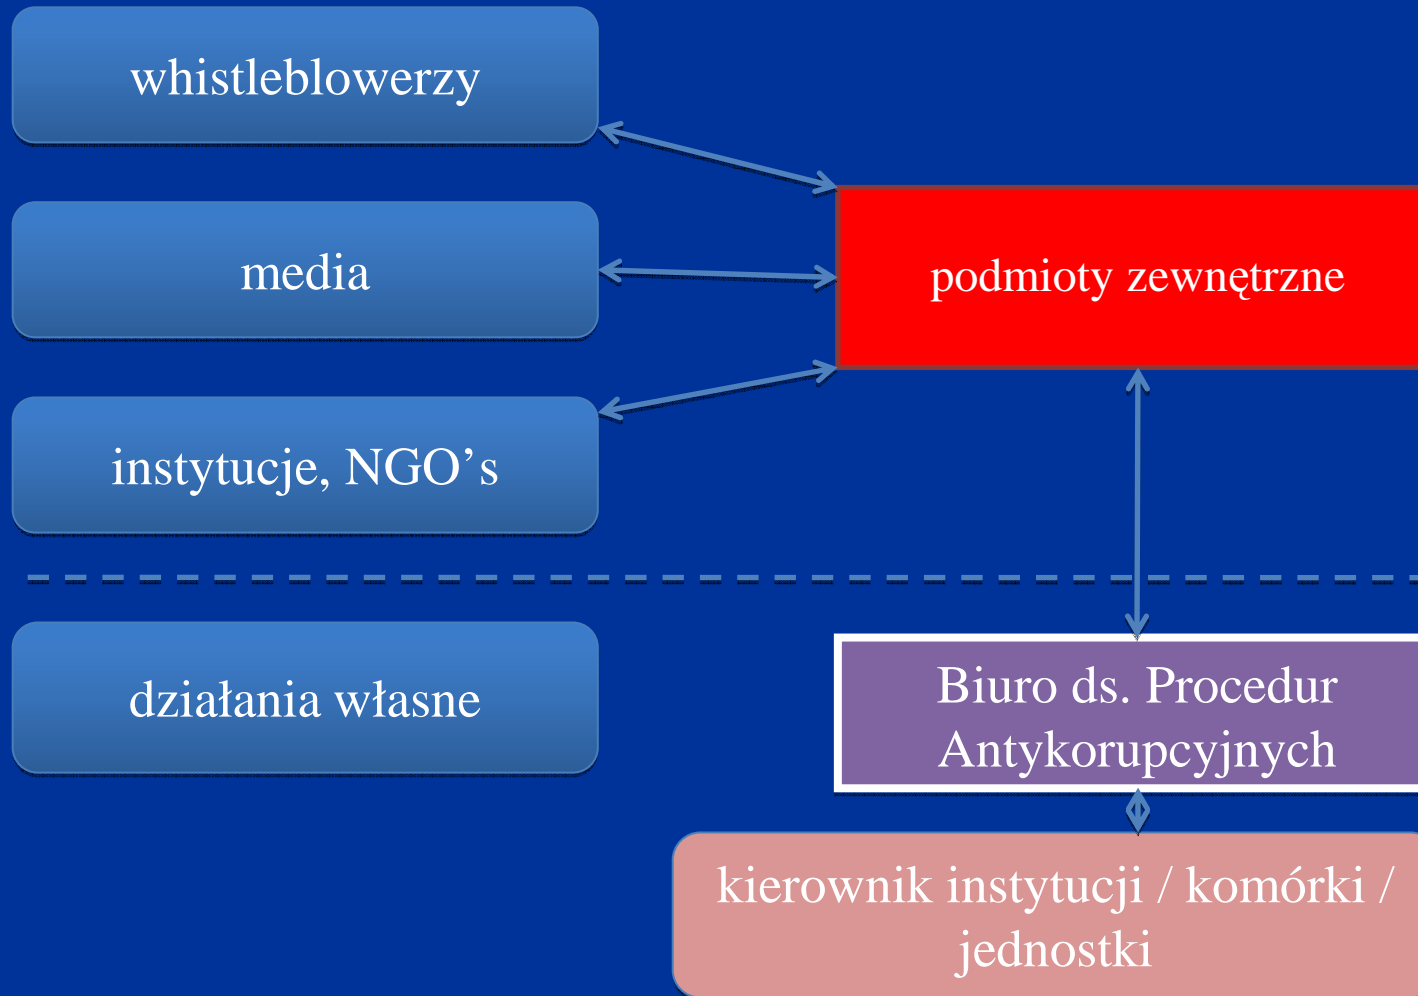 whistleblowerzy
media
podmioty zewnętrzne
instytucje, NGO’s
działania własne
Biuro ds. Procedur
Antykorupcyjnych
kierownik instytucji / komórki /
jednostki